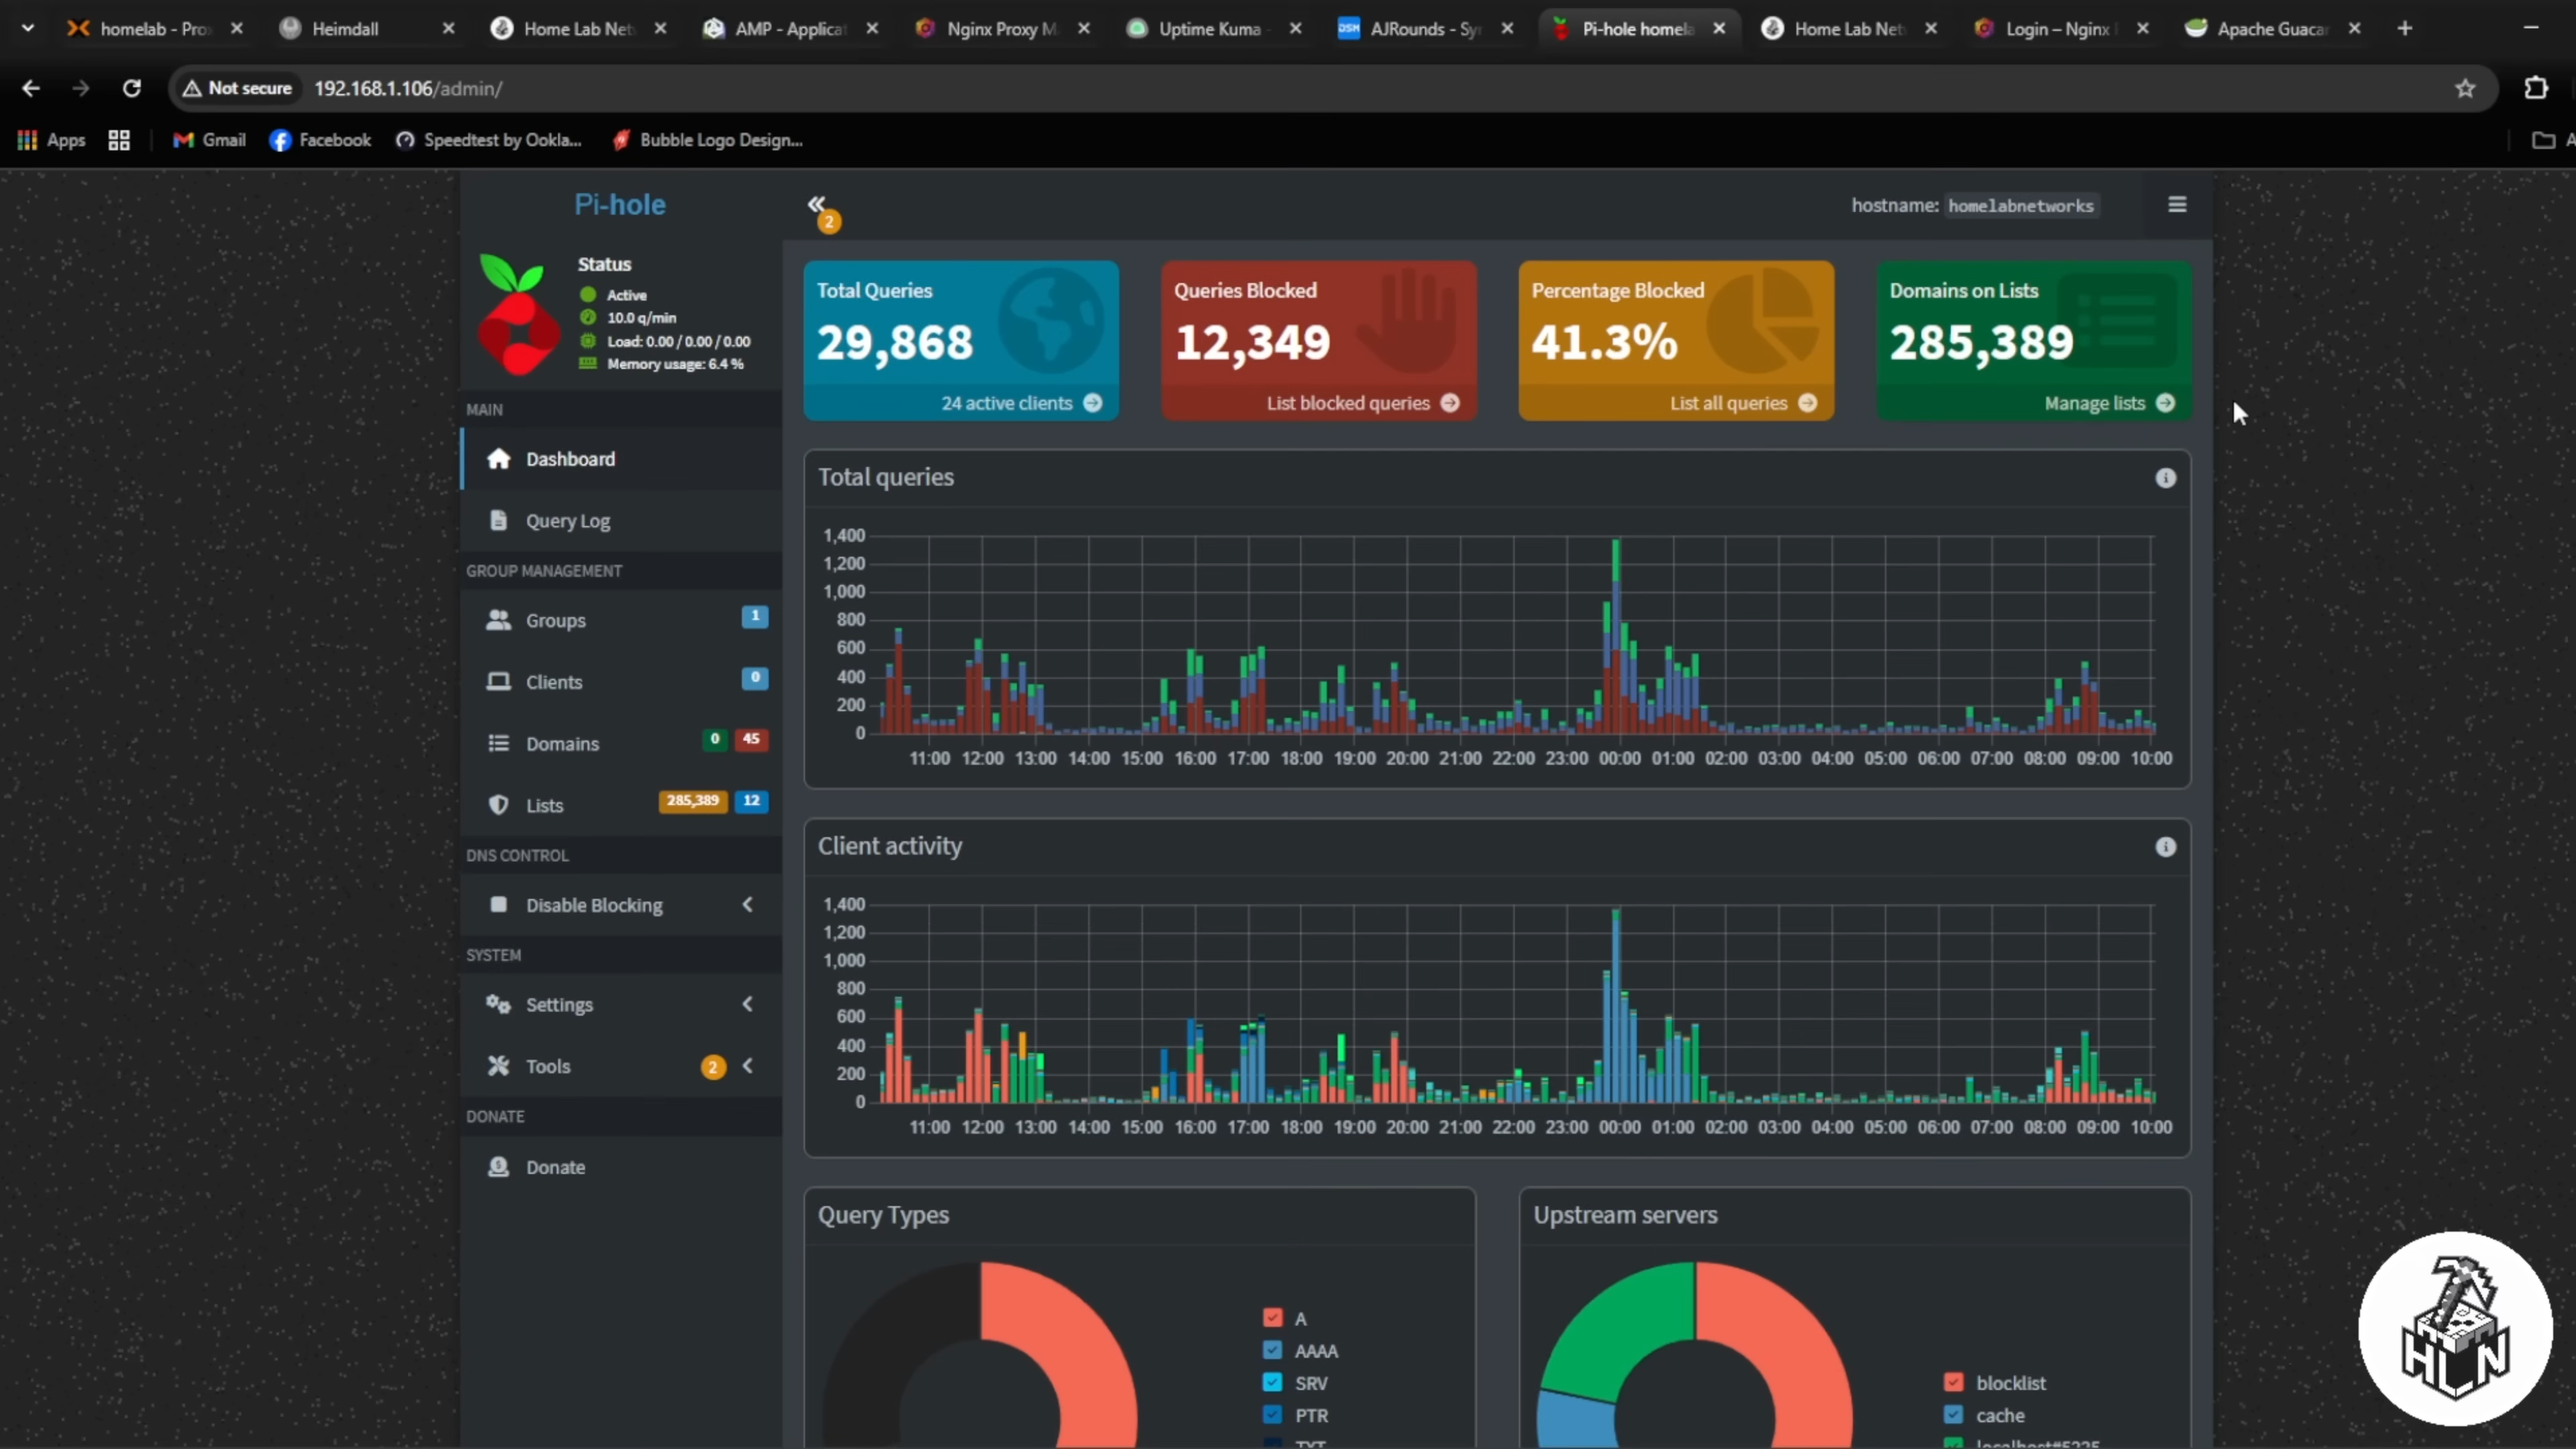 homelab - Pro
Heimdall
Home Lab Net
AMP - Applicat
Nginx Proxy M
Uptime Kuma -
DSM
AJRounds - Sy
Pi-hole homela
Home Lab Net
Login – Nginx
Apache Guacar
Not secure
192.168.1.106/admin/
Apps
Gmail
Facebook
Speedtest by Ookla...
Bubble Logo Design...
A
Pi-hole
2
hostname: homelabnetworks
Status
Active
10.0 q/min
Load: 0.00 / 0.00 / 0.00
Memory usage: 6.4 %
Total Queries
29,868
24 active clients
Queries Blocked
12,349
List blocked queries
Percentage Blocked
41.3%
List all queries
Domains on Lists
285,389
Manage lists
MAIN
Dashboard
Query Log
GROUP MANAGEMENT
Groups 1
Clients 0
Domains 0 45
Lists 285,389 12
DNS CONTROL
Disable Blocking
SYSTEM
Settings
Tools 2
DONATE
Donate
Total queries
1,400
1,200
1,000
800
600
400
200
0
11:00 12:00 13:00 14:00 15:00 16:00 17:00 18:00 19:00 20:00 21:00 22:00 23:00 00:00 01:00 02:00 03:00 04:00 05:00 06:00 07:00 08:00 09:00 10:00
Client activity
1,400
1,200
1,000
800
600
400
200
0
11:00 12:00 13:00 14:00 15:00 16:00 17:00 18:00 19:00 20:00 21:00 22:00 23:00 00:00 01:00 02:00 03:00 04:00 05:00 06:00 07:00 08:00 09:00 10:00
Query Types
A
AAAA
SRV
PTR
TXT
Upstream servers
blocklist
cache
HLN